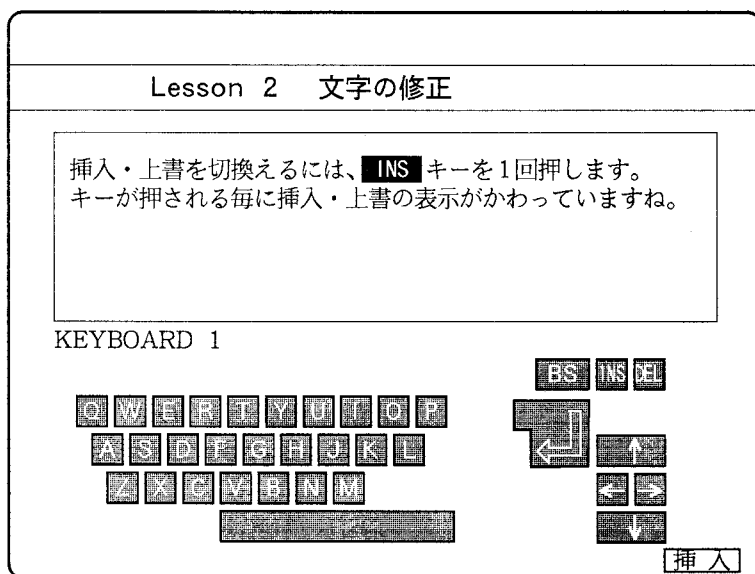 Lesson 2 文字の修正
挿入・上書を切換えるには、 INS キーを1回押します。
キーが押される毎に挿入・上書の表示がかわっていますね。
KEYBOARD 1
BS INS DEL
Q W E R T Y U I O P
A S D F G H J K L
↑
Z X C V B N M
← →
↓
挿 入